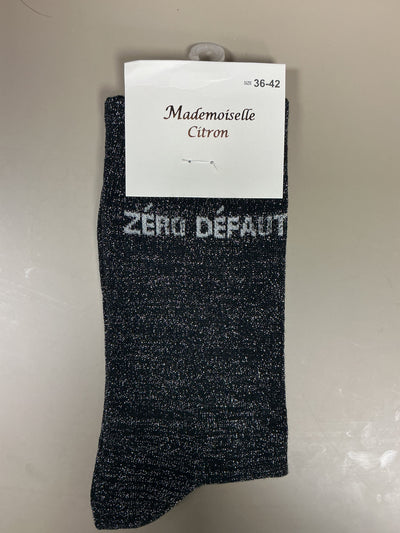 SIZE 36-42
Mademoiselle
Citron
ZÉRO DÉFAUT